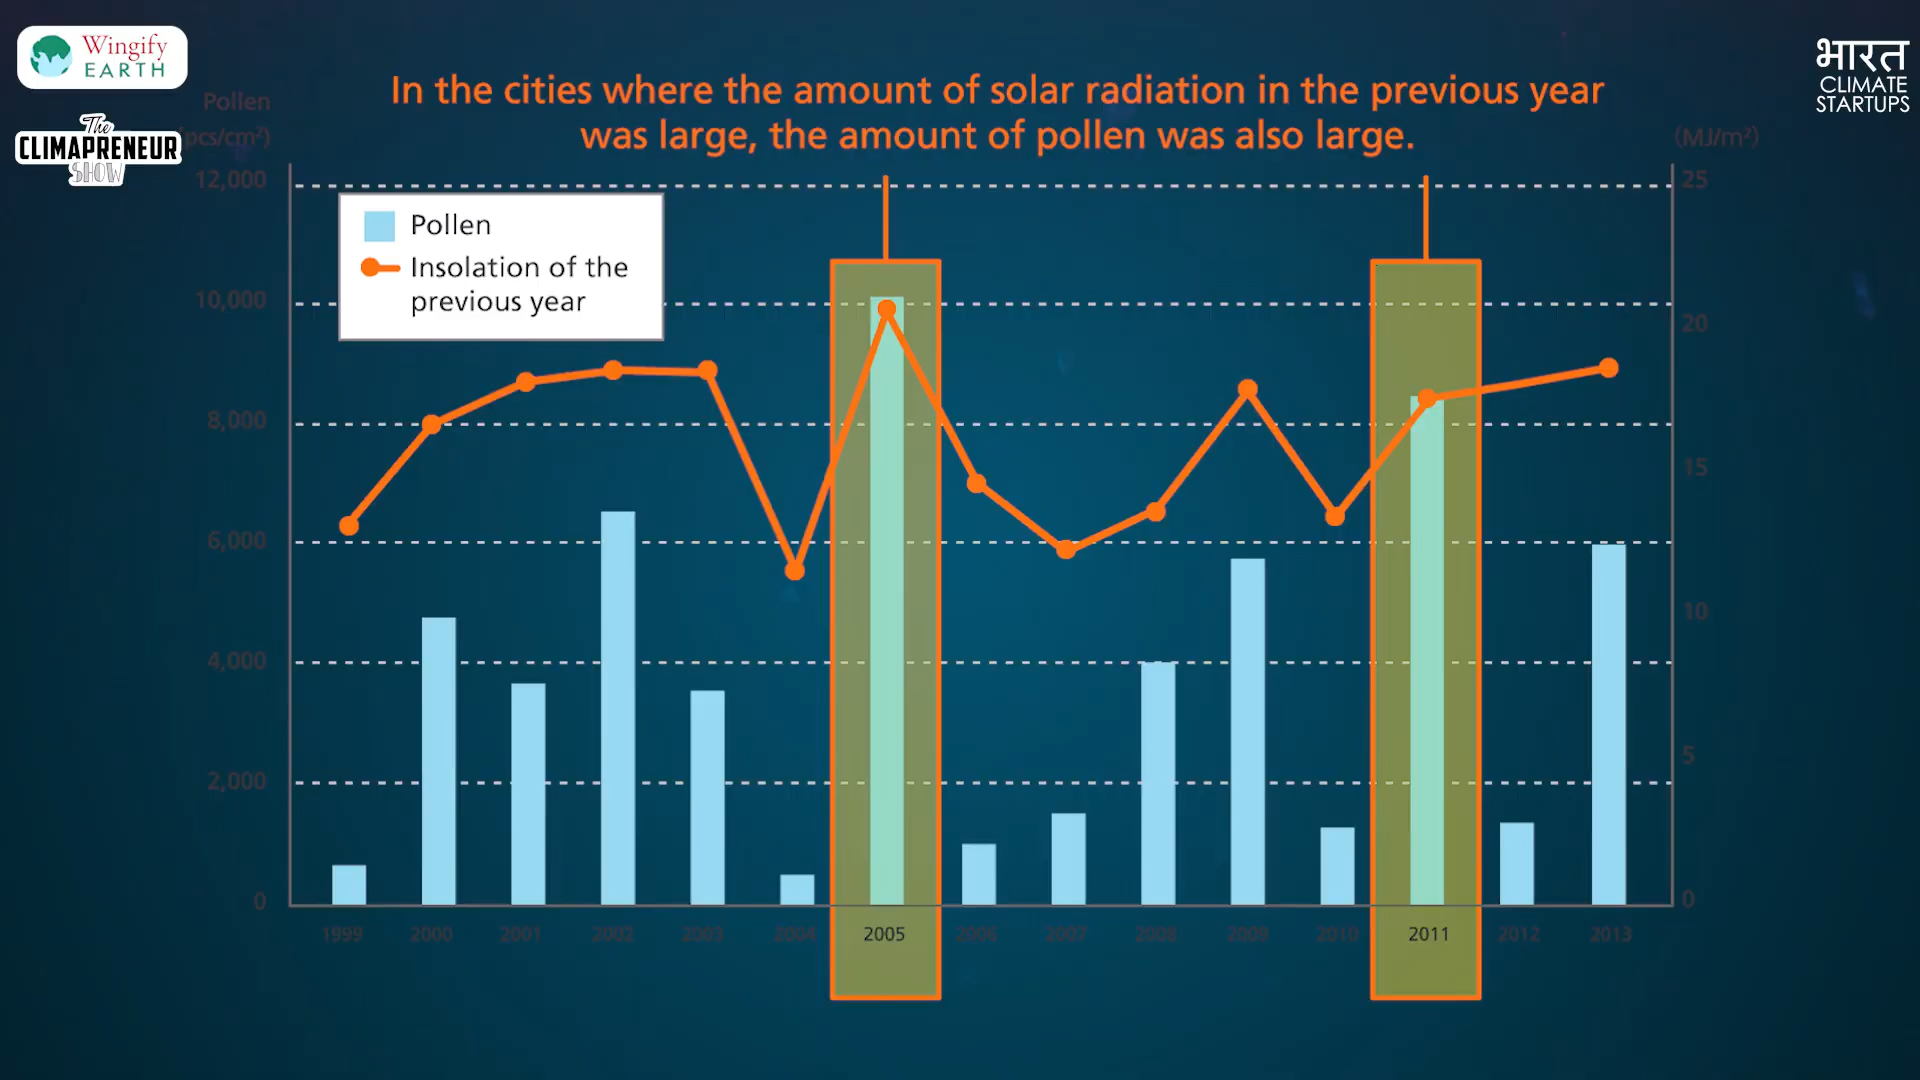 Wingify
EARTH
The
CLIMAPRENEUR
SHOW
भारत
CLIMATE
STARTUPS
In the cities where the amount of solar radiation in the previous year
was large, the amount of pollen was also large.
Pollen
(pcs/cm²)
(MJ/m²)
Pollen
Insolation of the
previous year
12,000
10,000
8,000
6,000
4,000
2,000
0
25
20
15
10
5
0
1999 2000 2001 2002 2003 2004 2005 2006 2007 2008 2009 2010 2011 2012 2013